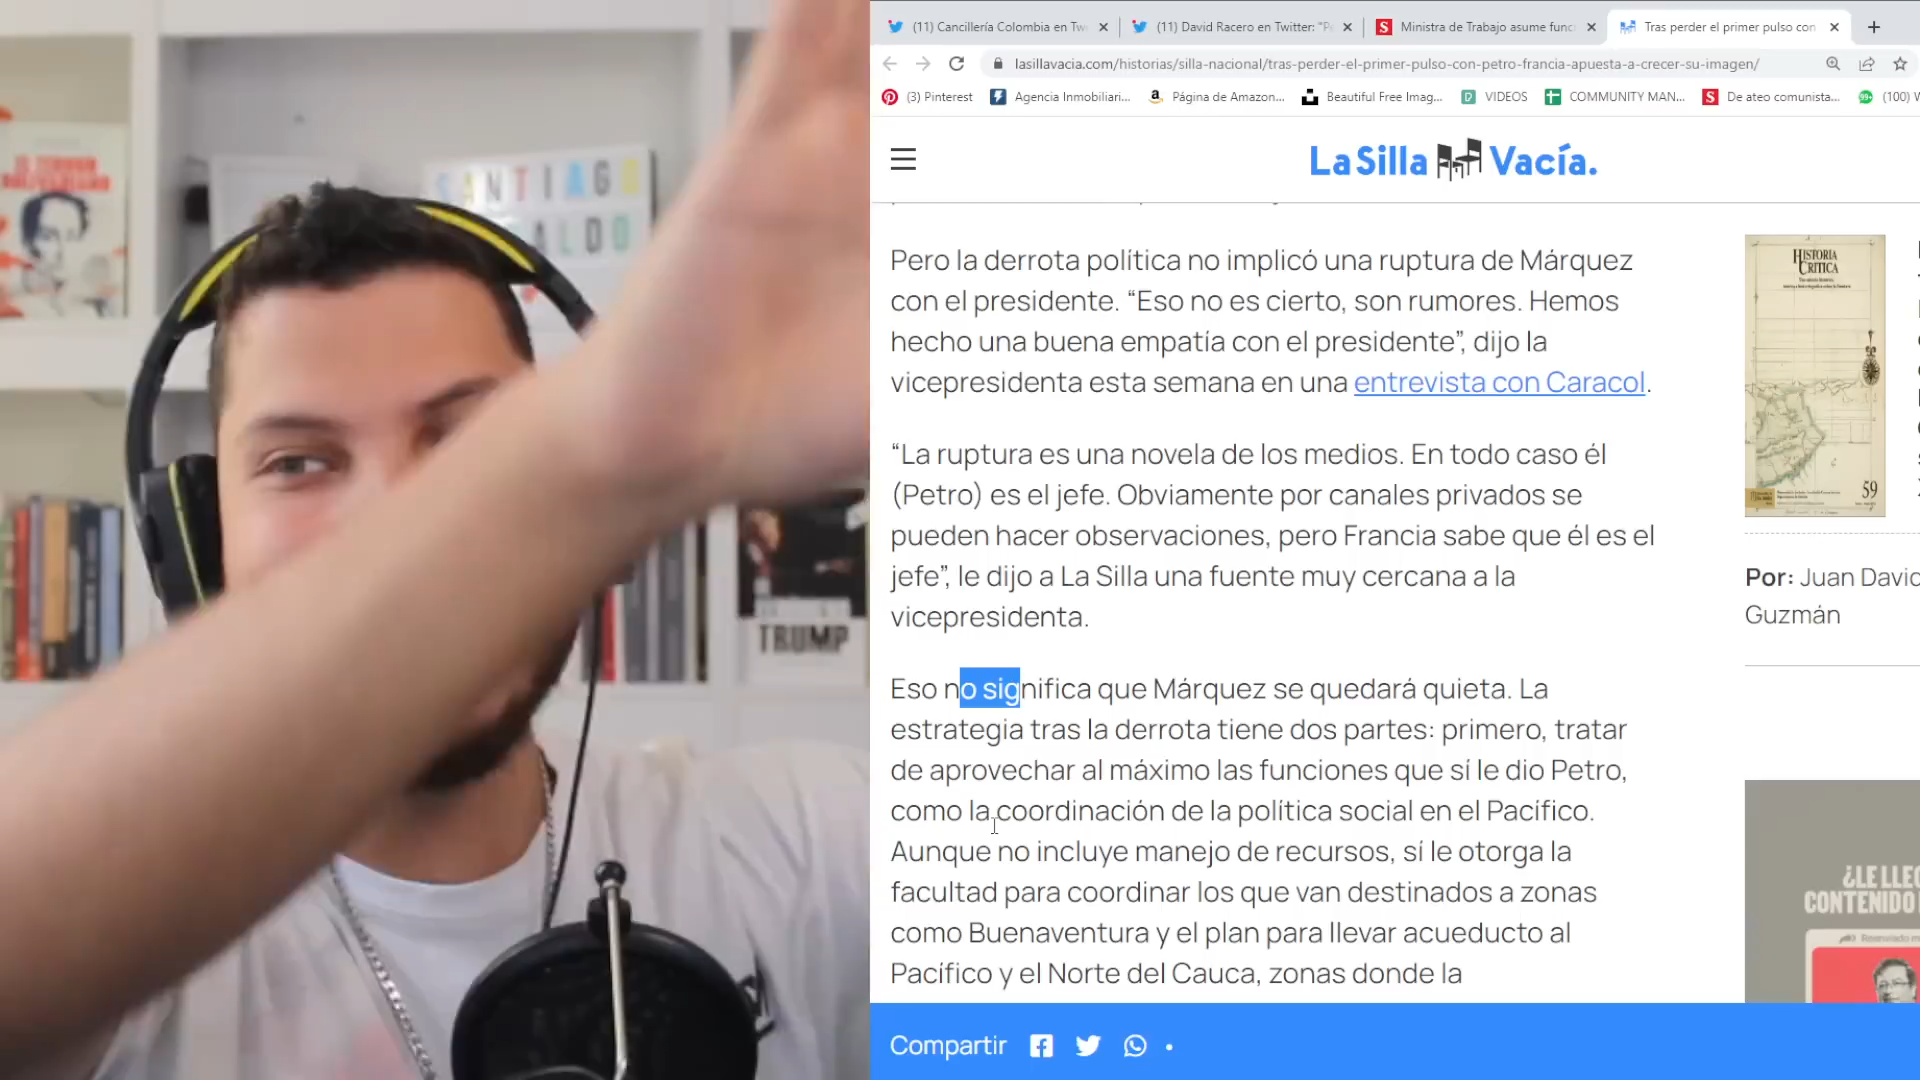 SANTIAGO
ALDO
TRUMP
(11) Cancillería Colombia en Tw
(11) David Racero en Twitter: "Pe
Ministra de Trabajo asume func
Tras perder el primer pulso con
lasillavacia.com/historias/silla-nacional/tras-perder-el-primer-pulso-con-petro-francia-apuesta-a-crecer-su-imagen/
(3) Pinterest
Agencia Inmobiliari...
Página de Amazon...
Beautiful Free Imag...
VIDEOS
COMMUNITY MAN...
De ateo comunista...
99+
(100) W
La Silla Vacía.
Pero la derrota política no implicó una ruptura de Márquez
con el presidente. “Eso no es cierto, son rumores. Hemos
hecho una buena empatía con el presidente”, dijo la
vicepresidenta esta semana en una entrevista con Caracol.
“La ruptura es una novela de los medios. En todo caso él
(Petro) es el jefe. Obviamente por canales privados se
pueden hacer observaciones, pero Francia sabe que él es el
jefe”, le dijo a La Silla una fuente muy cercana a la
vicepresidenta.
Eso no significa que Márquez se quedará quieta. La
estrategia tras la derrota tiene dos partes: primero, tratar
de aprovechar al máximo las funciones que sí le dio Petro,
como la coordinación de la política social en el Pacífico.
Aunque no incluye manejo de recursos, sí le otorga la
facultad para coordinar los que van destinados a zonas
como Buenaventura y el plan para llevar acueducto al
Pacífico y el Norte del Cauca, zonas donde la
HISTORIA
CRITICA
59
Por: Juan David
Guzmán
¿LE LLEG
CONTENIDO
Reenviado m
Compartir